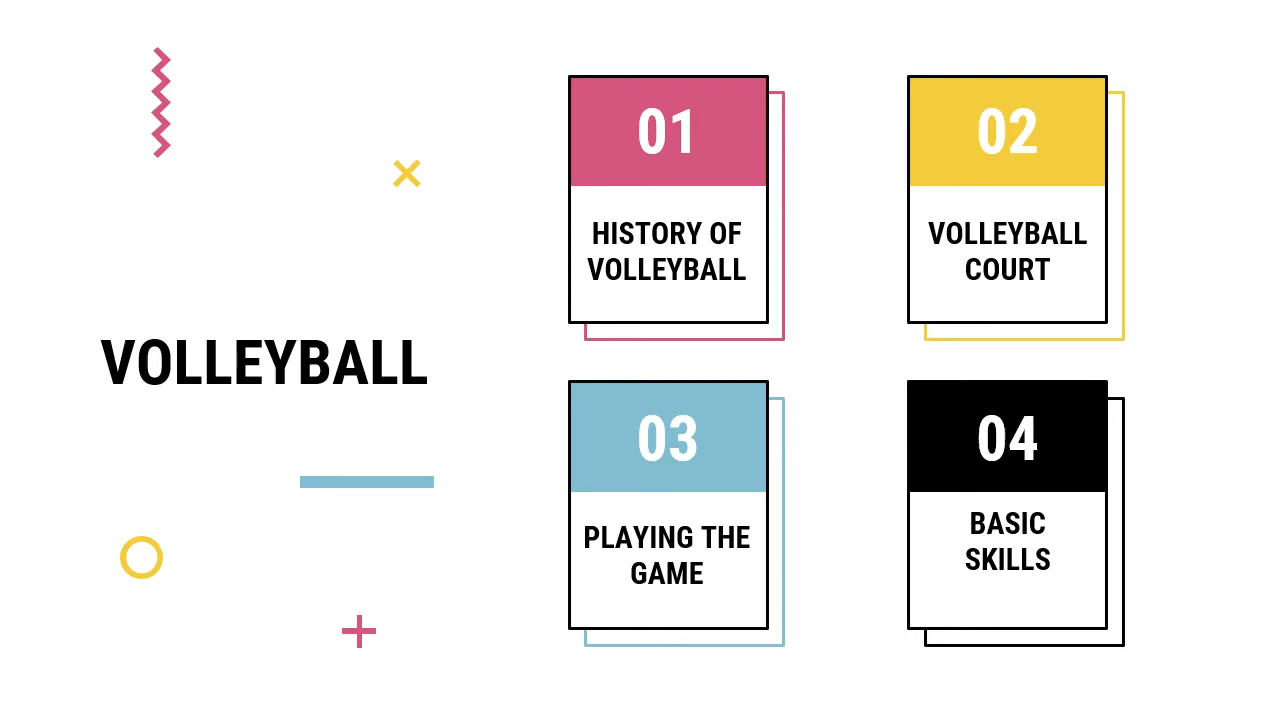 VOLLEYBALL
01
HISTORY OF
VOLLEYBALL
02
VOLLEYBALL
COURT
03
PLAYING THE
GAME
04
BASIC
SKILLS